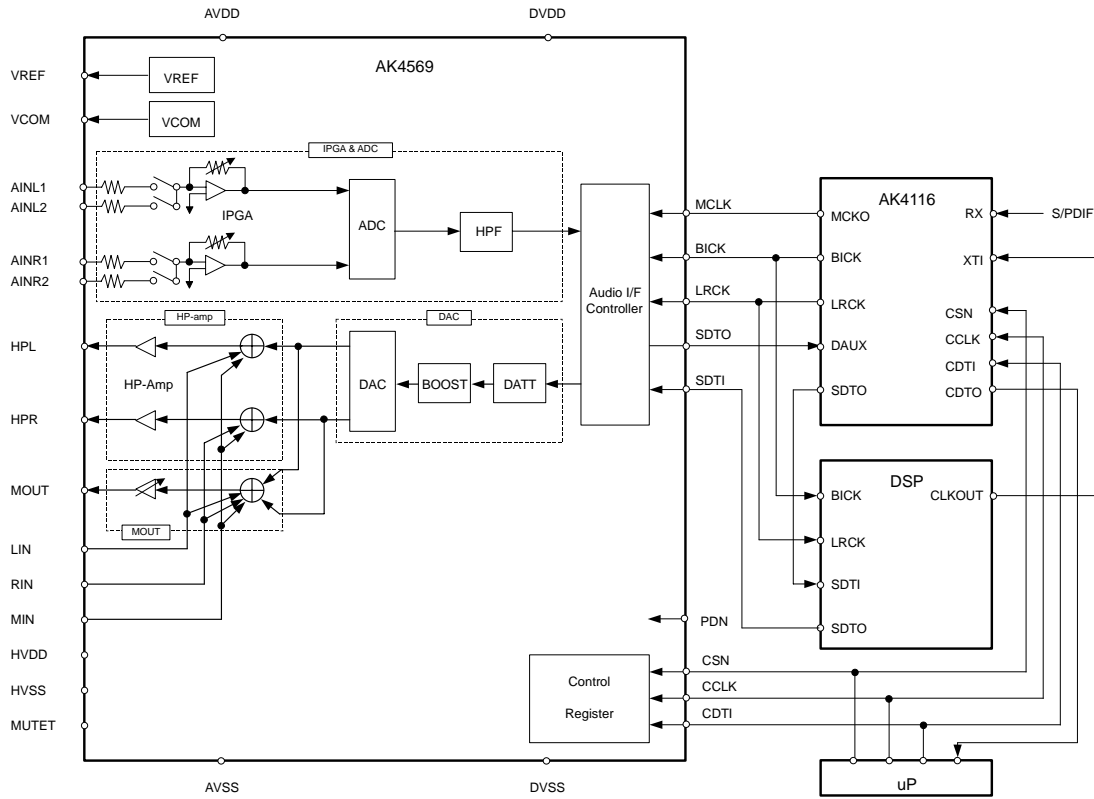 AVDD
DVDD
AK4569
VREF
VREF
VCOM
VCOM
IPGA & ADC
AINL1
AINL2
IPGA
AINR1
AINR2
ADC
HPF
Audio I/F
Controller
MCLK
BICK
LRCK
SDTO
SDTI
AK4116
MCKO
RX
S/PDIF
BICK
XTI
LRCK
CSN
DAUX
CCLK
CDTI
SDTO
CDTO
HP-amp
DAC
HPL
HP-Amp
DAC
BOOST
DATT
HPR
MOUT
MOUT
LIN
RIN
MIN
HVDD
HVSS
MUTET
DSP
BICK
CLKOUT
LRCK
SDTI
SDTO
PDN
CSN
CCLK
CDTI
Control
Register
AVSS
DVSS
uP